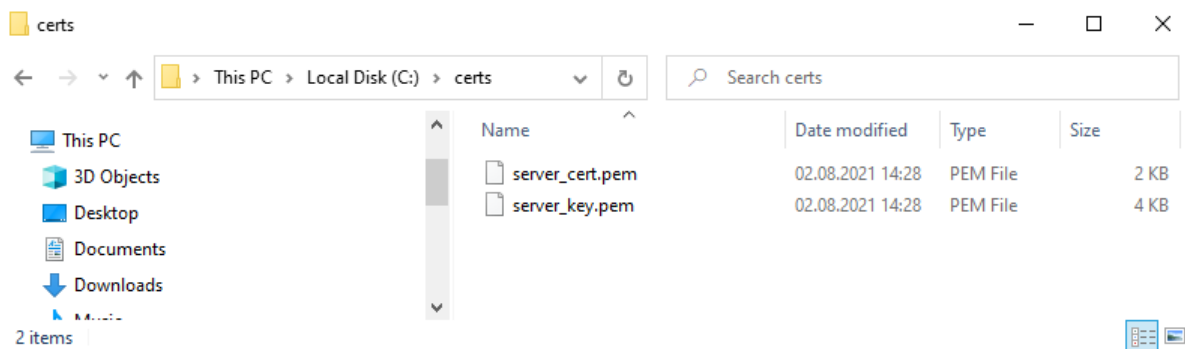 certs
This PC > Local Disk (C:) > certs
Search certs
This PC
3D Objects
Desktop
Documents
Downloads
Music
Name Date modified Type Size
server_cert.pem 02.08.2021 14:28 PEM File 2 KB
server_key.pem 02.08.2021 14:28 PEM File 4 KB
2 items